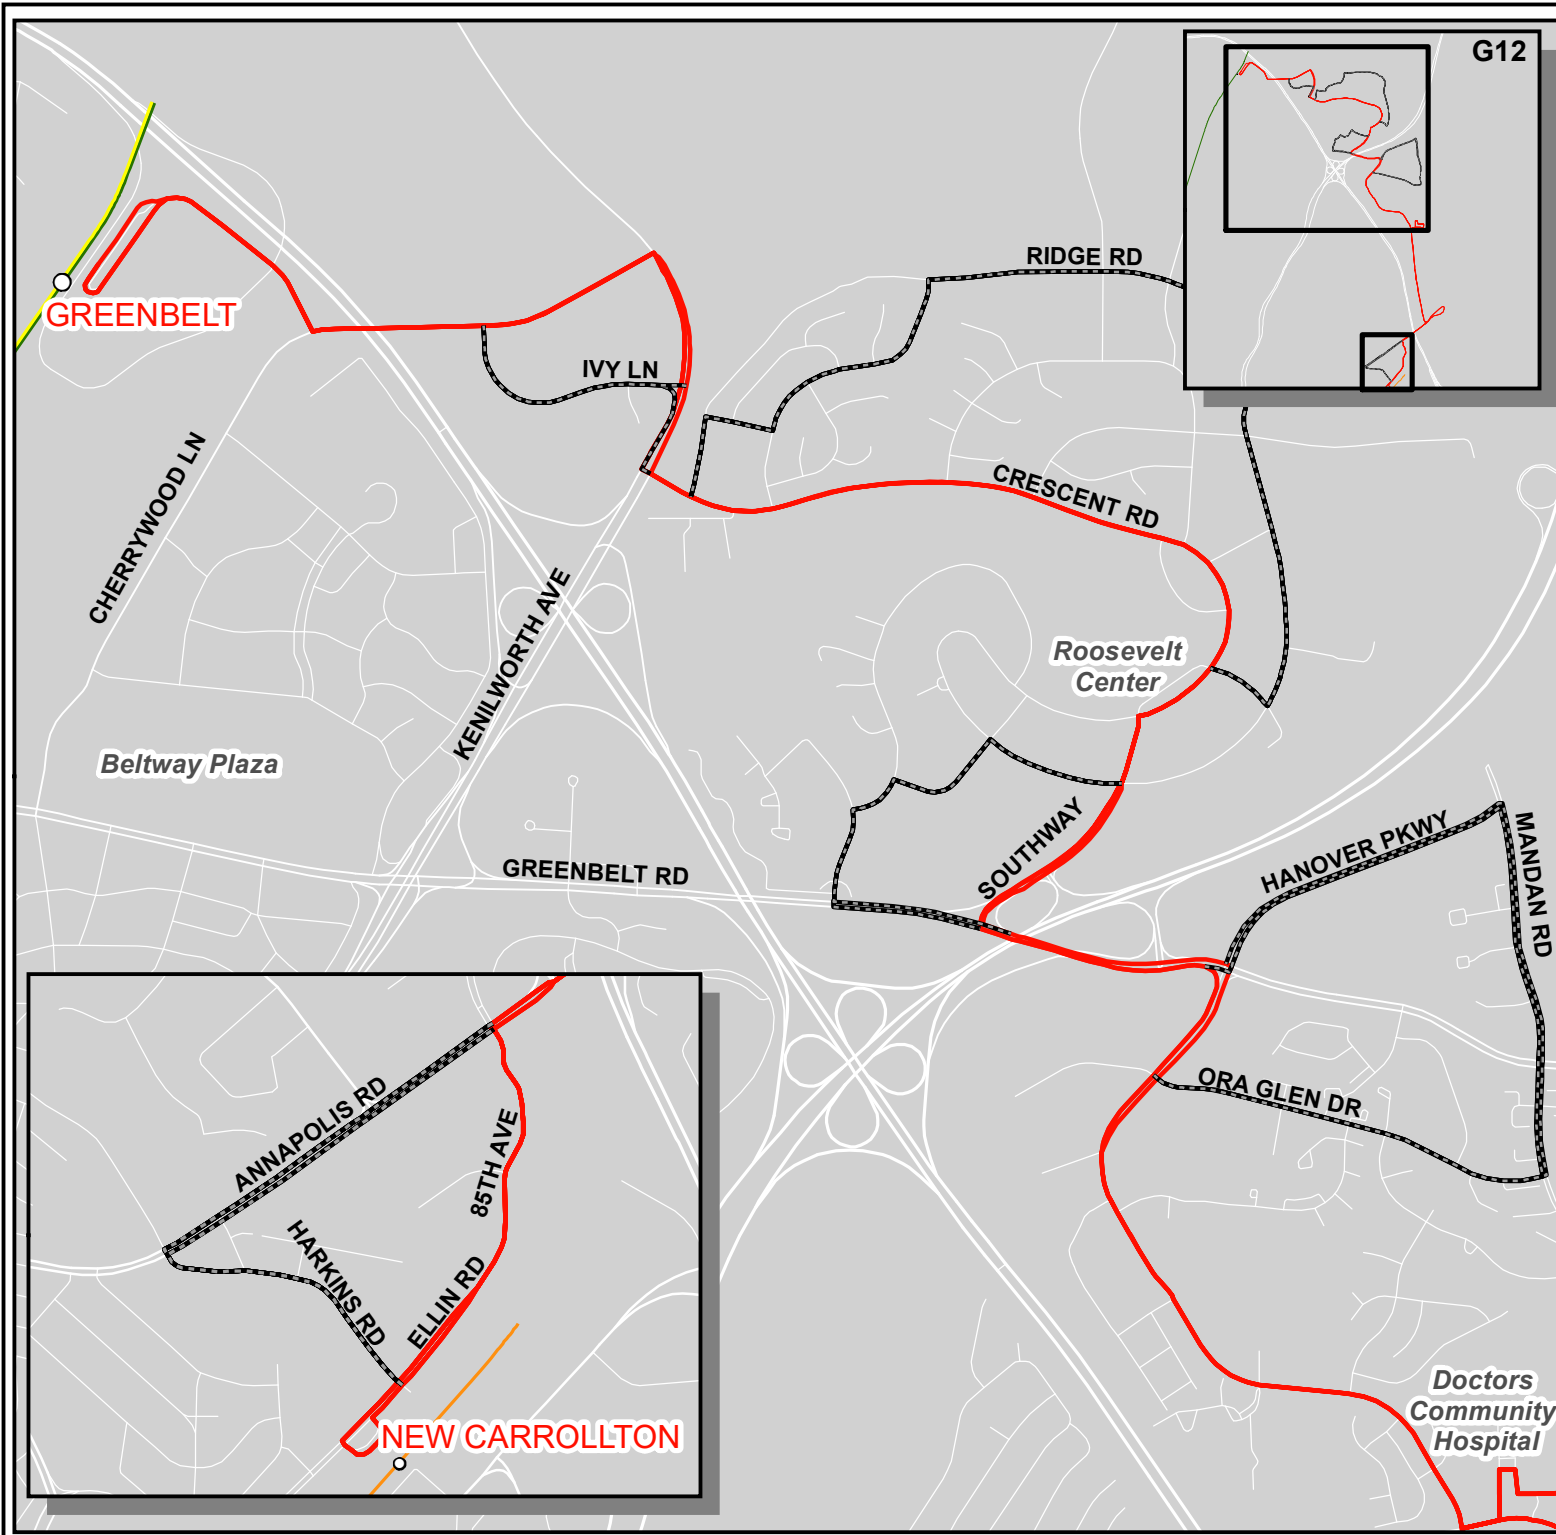 G12
RIDGE RD
GREENBELT
IVY LN
CHERRYWOOD LN
CRESCENT RD
KENILWORTH AVE
Roosevelt
Center
Beltway Plaza
SOUTHWAY
HANOVER PKWY
MANDAN RD
GREENBELT RD
ORA GLEN DR
ANNAPOLIS RD
85TH AVE
HARKINS RD
ELLIN RD
NEW CARROLLTON
Doctors
Community
Hospital